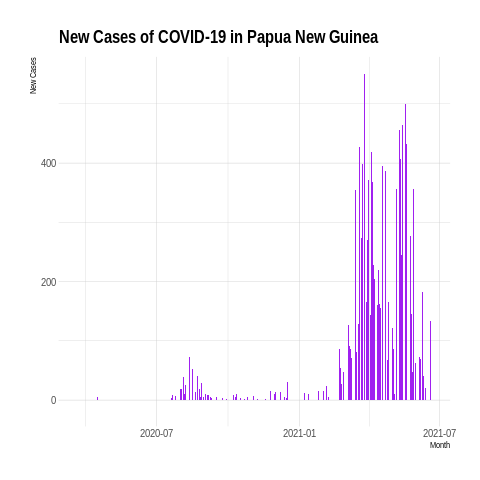 New Cases of COVID-19 in Papua New Guinea
New Cases
400
200
0
2020-07
2021-01
2021-07
Month